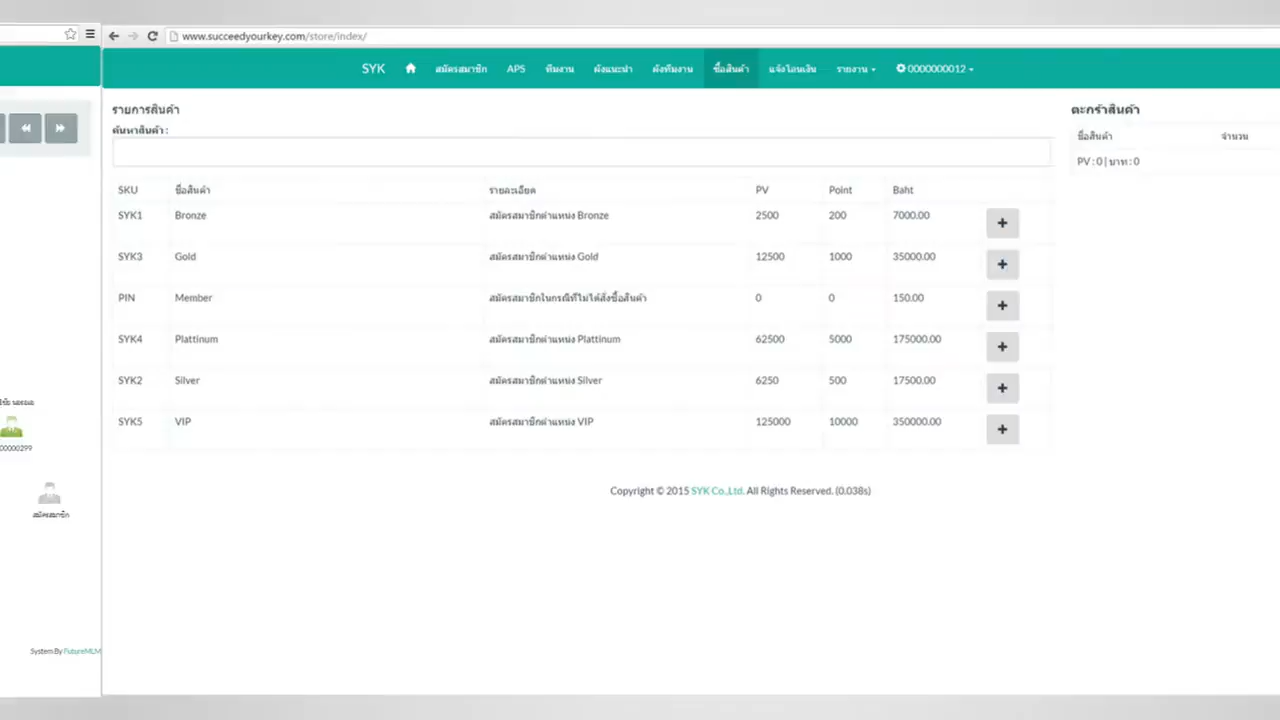 www.succeedyourkey.com/store/index/
SYK สมัครสมาชิก APS ทีมงาน ผังแนะนำ ผังทีมงาน ซื้อสินค้า แจ้งโอนเงิน รายงาน 0000000012
รายการสินค้า
ค้นหาสินค้า :
SKU ชื่อสินค้า รายละเอียด PV Point Baht
SYK1 Bronze สมัครสมาชิกตำแหน่ง Bronze 2500 200 7000.00
SYK3 Gold สมัครสมาชิกตำแหน่ง Gold 12500 1000 35000.00
PIN Member สมัครสมาชิกในกรณีที่ไม่ได้สั่งซื้อสินค้า 0 0 150.00
SYK4 Plattinum สมัครสมาชิกตำแหน่ง Plattinum 62500 5000 175000.00
SYK2 Silver สมัครสมาชิกตำแหน่ง Silver 6250 500 17500.00
SYK5 VIP สมัครสมาชิกตำแหน่ง VIP 125000 10000 350000.00
Copyright © 2015 SYK Co.,Ltd. All Rights Reserved. (0.038s)
ตะกร้าสินค้า
ชื่อสินค้า จำนวน
PV : 0 | บาท : 0
00000299
สมัครสมาชิก
System By FutureMLM